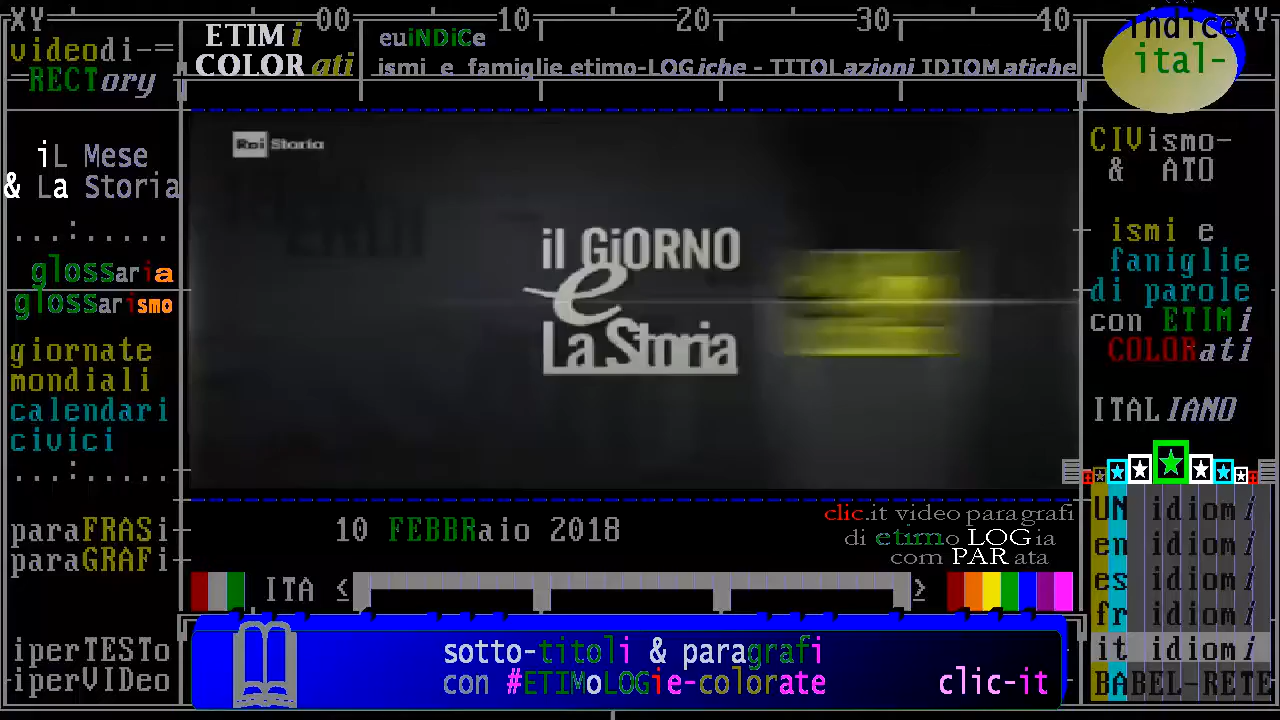 XY 00 10 20 30 40 XY
videodi-=
=RECTory
ETIMi
COLORati
euiNDiCe
ismi e famiglie etimo-LOGiche - TITOLazioni IDIOMatiche
indice
ital-
Rai Storia
iL Mese
& La Storia
...:.....
glossaria
glossarismo
giornate
mondiali
calendari
civici
...:.....
paraFRASi
paraGRAFi
iperTESTo
iperVIDeo
il GiORNO
e
La Storia
10 FEBBRaio 2018
clic.it video paragrafi
di etimoLOGia
comPARata
ITA < >
sotto-titoli & paragrafi
con #ETIMoLOGie-colorate
clic-it
CIVismo-
& ATO
ismi e
faniglie
di parole
con ETIMi
COLORati
ITALIANO
UN idiomi
en idiomi
es idiomi
fr idiomi
it idiomi
BABEL-RETE